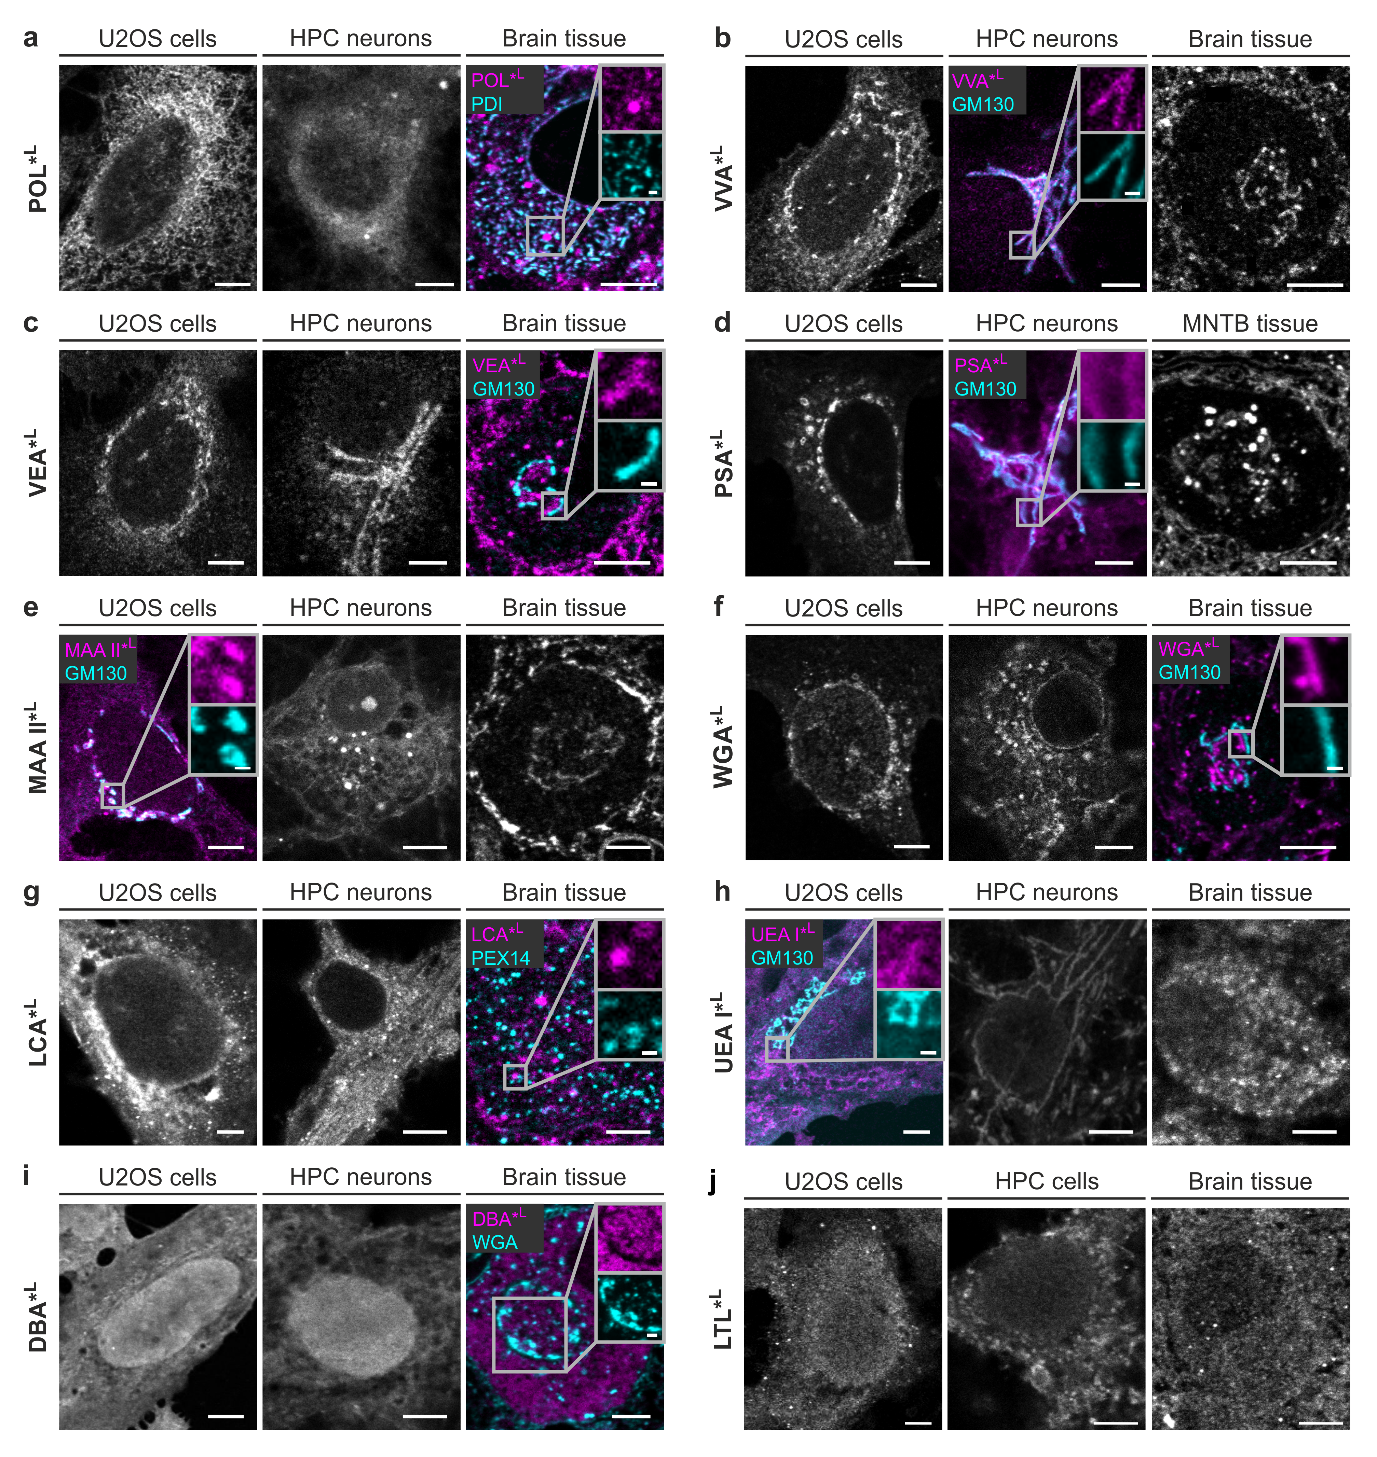 a
U2OS cells HPC neurons Brain tissue
POL*L
POL*L
PDI
b
U2OS cells HPC neurons Brain tissue
VVA*L
VVA*L
GM130
c
U2OS cells HPC neurons Brain tissue
VEA*L
VEA*L
GM130
d
U2OS cells HPC neurons MNTB tissue
PSA*L
PSA*L
GM130
e
U2OS cells HPC neurons Brain tissue
MAA II*L
MAA II*L
GM130
f
U2OS cells HPC neurons Brain tissue
WGA*L
WGA*L
GM130
g
U2OS cells HPC neurons Brain tissue
LCA*L
LCA*L
PEX14
h
U2OS cells HPC neurons Brain tissue
UEA I*L
UEA I*L
GM130
i
U2OS cells HPC neurons Brain tissue
DBA*L
DBA*L
WGA
j
U2OS cells HPC cells Brain tissue
LTL*L